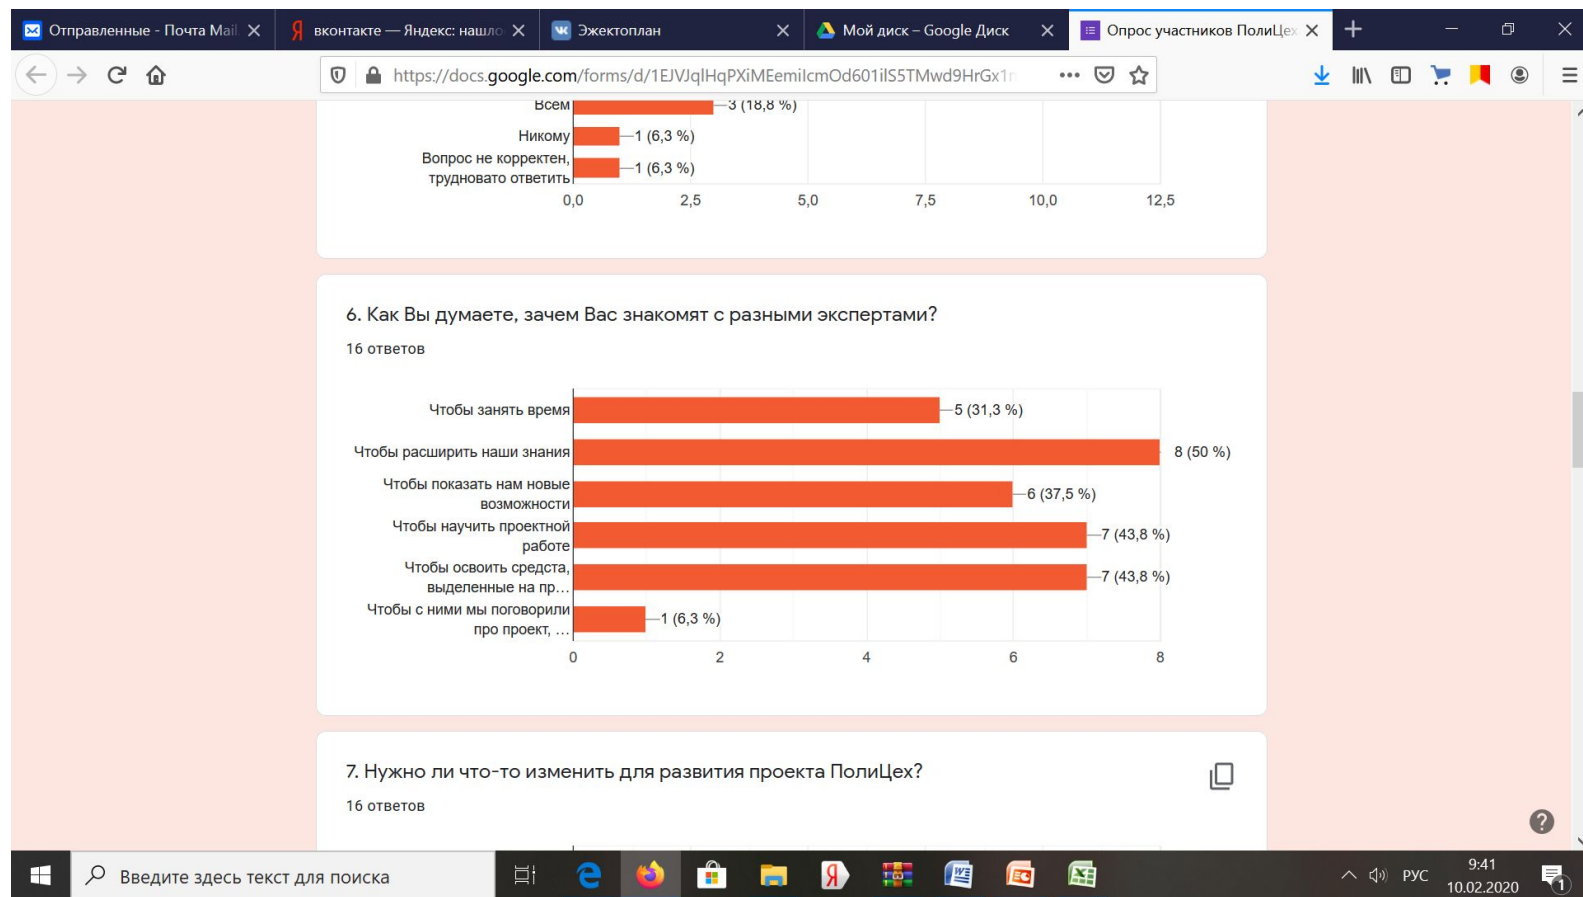 Отправленные - Почта Mail
вконтакте — Яндекс: нашло
Эжектоплан
Мой диск – Google Диск
Опрос участников ПолиЦех
https://docs.google.com/forms/d/1EJVJqlHqPXiMEemiIcmOd601ilS5TMwd9HrGx1r
Всем
3 (18,8 %)
Никому
1 (6,3 %)
Вопрос не корректен,
трудновато ответить
1 (6,3 %)
0,0 2,5 5,0 7,5 10,0 12,5
6. Как Вы думаете, зачем Вас знакомят с разными экспертами?
16 ответов
Чтобы занять время
5 (31,3 %)
Чтобы расширить наши знания
8 (50 %)
Чтобы показать нам новые
возможности
6 (37,5 %)
Чтобы научить проектной
работе
7 (43,8 %)
Чтобы освоить средста,
выделенные на пр…
7 (43,8 %)
Чтобы с ними мы поговорили
про проект, …
1 (6,3 %)
0 2 4 6 8
7. Нужно ли что-то изменить для развития проекта ПолиЦех?
16 ответов
Введите здесь текст для поиска
РУС
9:41
10.02.2020
1